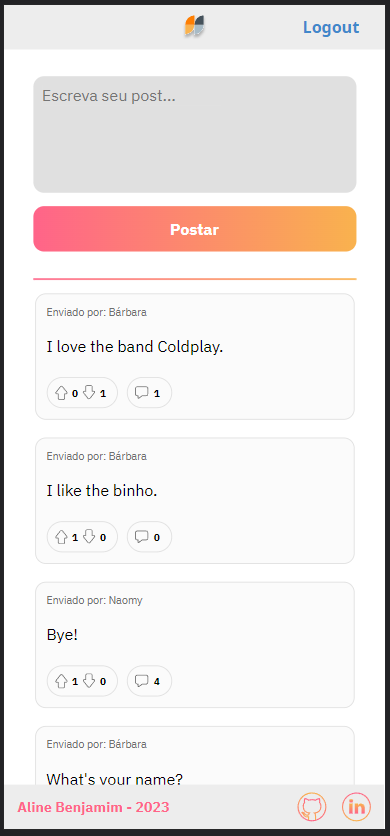 Logout
Escreva seu post...
Postar
Enviado por: Bárbara
I love the band Coldplay.
0 1 1
Enviado por: Bárbara
I like the binho.
1 0 0
Enviado por: Naomy
Bye!
1 0 4
Enviado por: Bárbara
What's your name?
Aline Benjamim - 2023
in